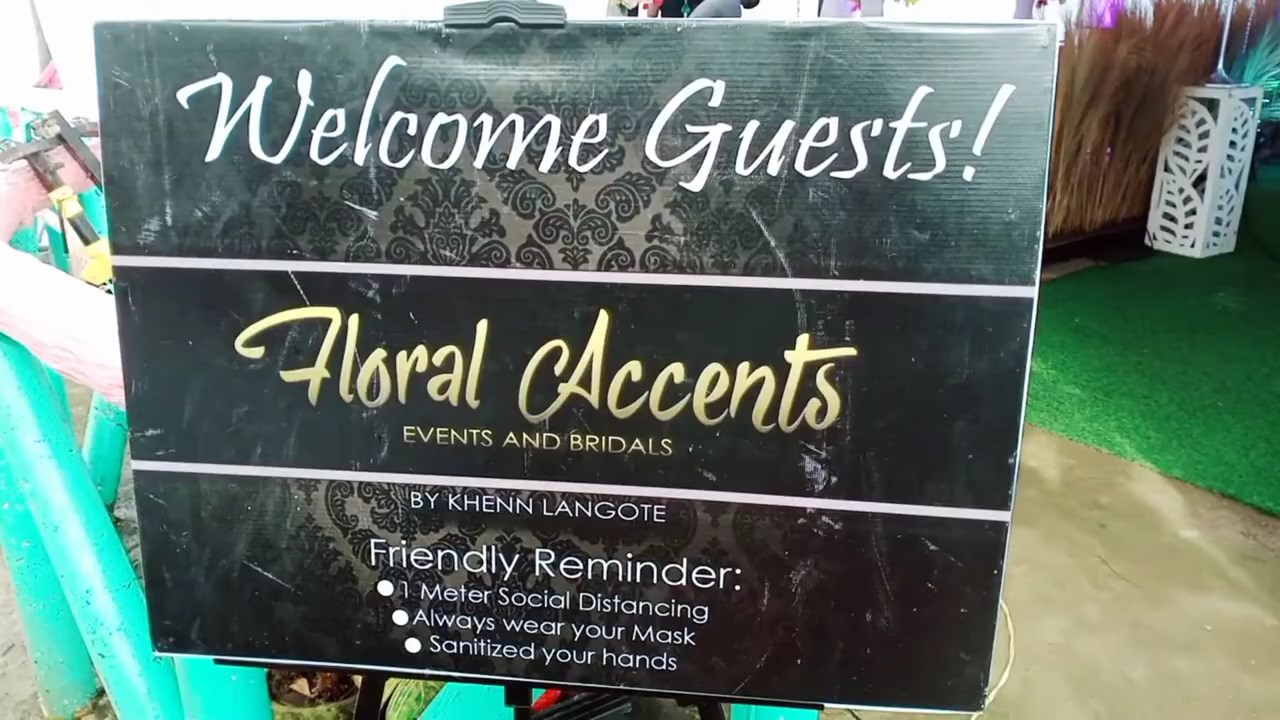 Welcome Guests!
Floral Accents
EVENTS AND BRIDALS
BY KHENN LANGOTE
Friendly Reminder:
● 1 Meter Social Distancing
● Always wear your Mask
● Sanitized your hands